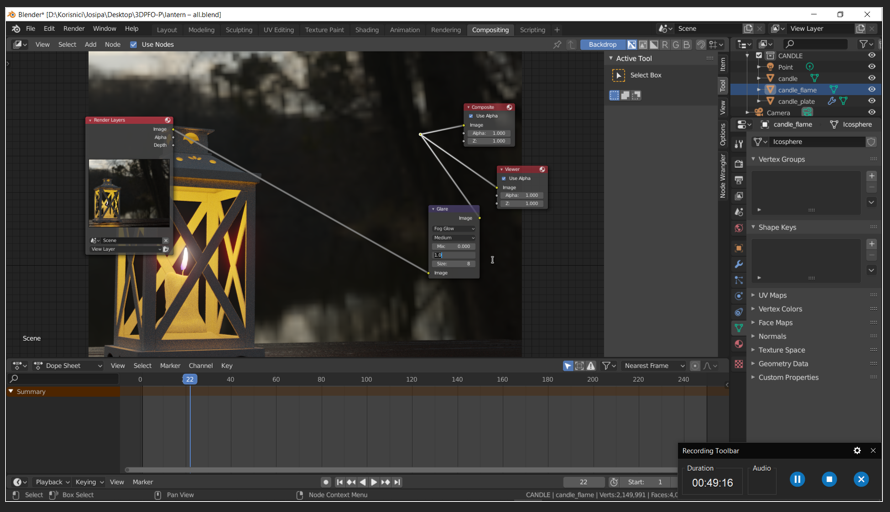 Blender* [D:\Korisnici\Josipa\Desktop\3DPFO-P\lantern – all.blend]
File Edit Render Window Help Layout Modeling Sculpting UV Editing Texture Paint Shading Animation Rendering Compositing Scripting + Scene View Layer
View Select Add Node Use Nodes Backdrop R G B
CANDLE
Point
candle
candle_flame
candle_plate
Camera
Active Tool
Select Box
Item
Tool
View
Options
Node Wrangler
candle_flame Icosphere
Icosphere
Vertex Groups
Shape Keys
UV Maps
Vertex Colors
Face Maps
Normals
Texture Space
Geometry Data
Custom Properties
Render Layers
Image
Alpha
Depth
Scene
View Layer
Composite
Use Alpha
Image
Alpha: 1.000
Z: 1.000
Viewer
Use Alpha
Image
Alpha: 1.000
Z: 1.000
Glare
Image
Fog Glow
Medium
Mix: 0.000
Size: 8
Image
Scene
Dope Sheet View Select Marker Channel Key Nearest Frame
0 22 40 60 80 100 120 140 160 180 200 220 240
Summary
Playback Keying View Marker 22 Start: 1
Select Box Select Pan View Node Context Menu CANDLE | candle_flame | Verts:2,149,991 | Faces:4,0
Recording Toolbar
Duration
00:49:16
Audio